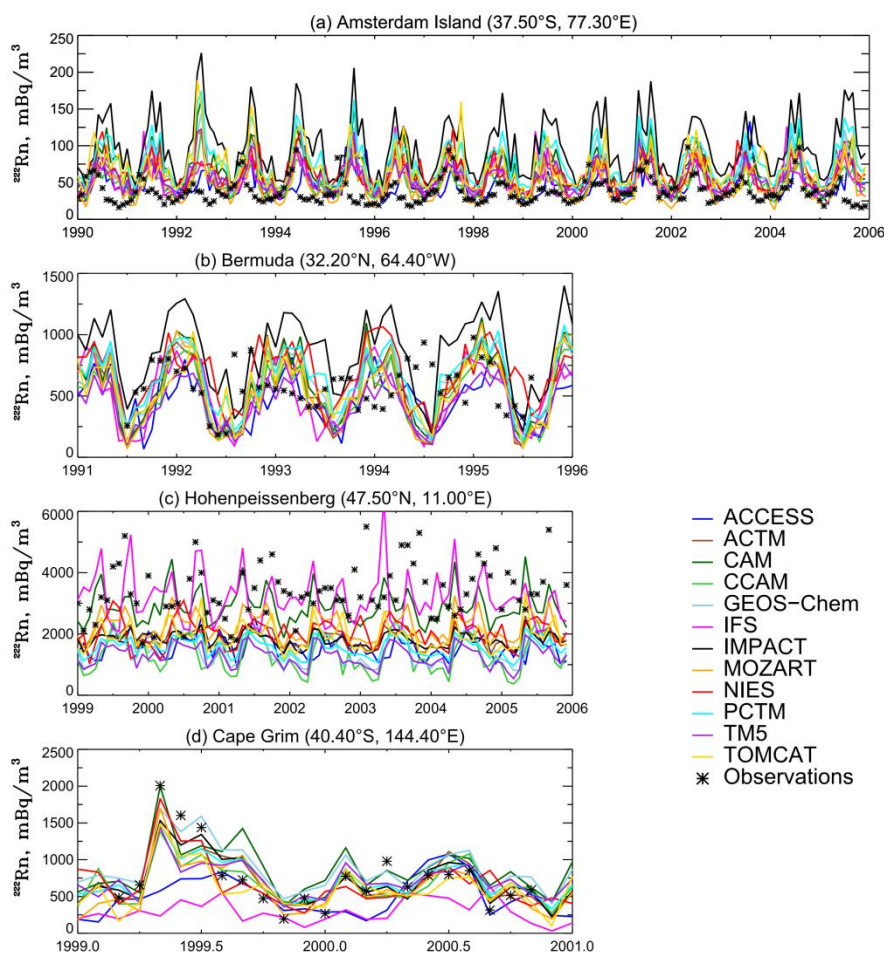 (a) Amsterdam Island (37.50°S, 77.30°E)
²²²Rn, mBq/m³
250
200
150
100
50
0
1990 1992 1994 1996 1998 2000 2002 2004 2006
(b) Bermuda (32.20°N, 64.40°W)
²²²Rn, mBq/m³
1500
1000
500
0
1991 1992 1993 1994 1995 1996
(c) Hohenpeissenberg (47.50°N, 11.00°E)
²²²Rn, mBq/m³
6000
4000
2000
0
1999 2000 2001 2002 2003 2004 2005 2006
(d) Cape Grim (40.40°S, 144.40°E)
²²²Rn, mBq/m³
2500
2000
1500
1000
500
0
1999.0 1999.5 2000.0 2000.5 2001.0
ACCESS
ACTM
CAM
CCAM
GEOS−Chem
IFS
IMPACT
MOZART
NIES
PCTM
TM5
TOMCAT
Observations